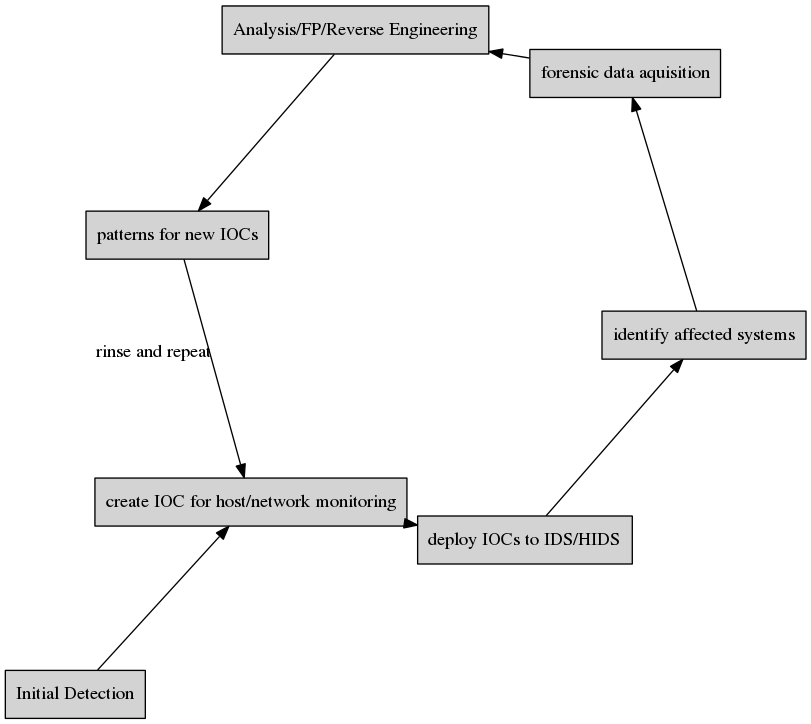 Analysis/FP/Reverse Engineering
forensic data aquisition
patterns for new IOCs
identify affected systems
rinse and repeat
create IOC for host/network monitoring
deploy IOCs to IDS/HIDS
Initial Detection